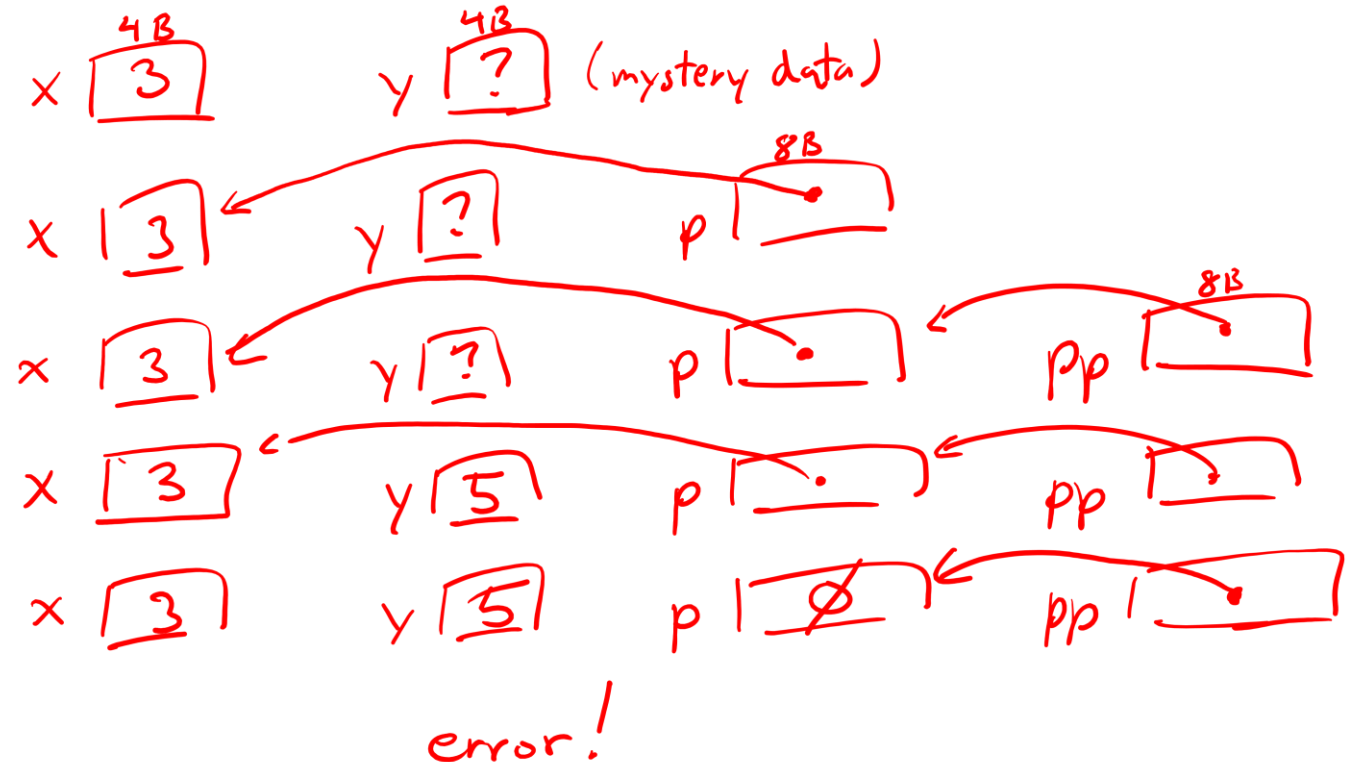 4B 4B
x 3 y ? (mystery data)
8B
x 3 y ? p
8B
x 3 y ? p pp
x 3 y 5 p pp
x 3 y 5 p Ø pp
error!